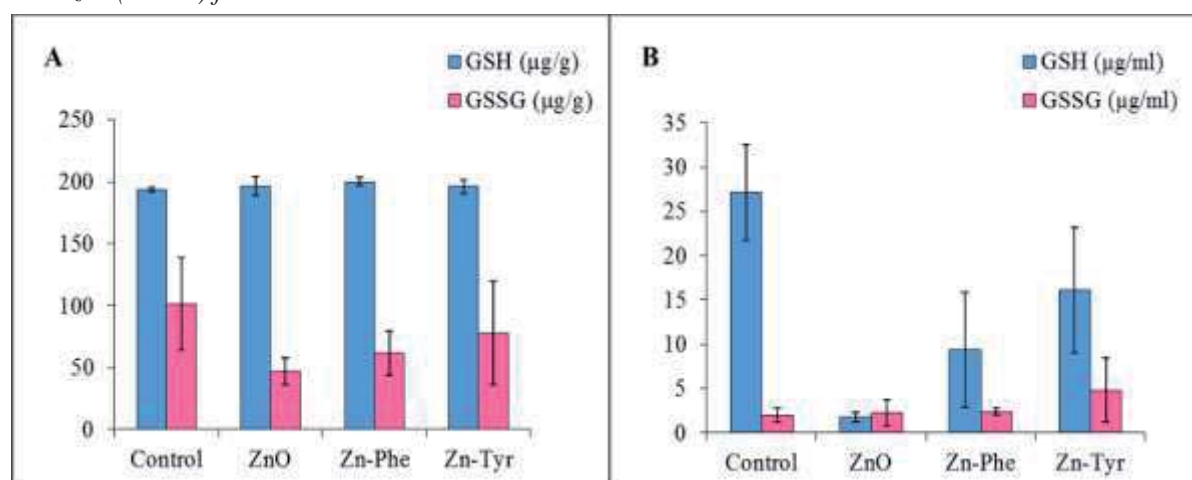 A
GSH (µg/g)
GSSG (µg/g)
250
200
150
100
50
0
Control ZnO Zn-Phe Zn-Tyr
B
GSH (µg/ml)
GSSG (µg/ml)
35
30
25
20
15
10
5
0
Control ZnO Zn-Phe Zn-Tyr